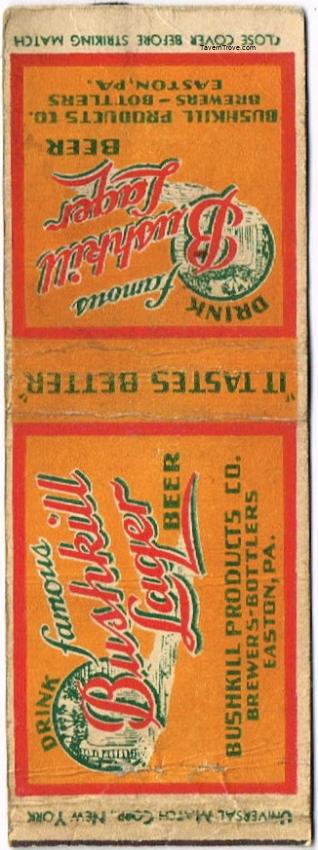 TavernTrove.com
CLOSE COVER BEFORE STRIKING MATCH
DRINK
famous
Bushkill
Lager
BEER
BUSHKILL PRODUCTS CO.
BREWERS - BOTTLERS
EASTON, PA.
"IT TASTES BETTER"
DRINK
famous
Bushkill
Lager
BEER
BUSHKILL PRODUCTS CO.
BREWERS-BOTTLERS
EASTON, PA.
UNIVERSAL MATCH CORP., NEW YORK